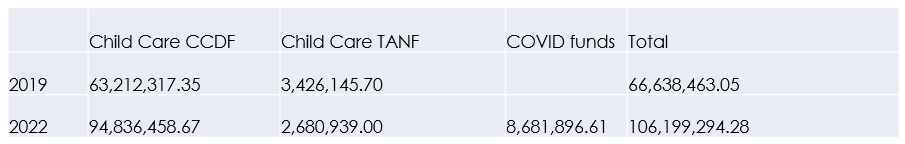 Child Care CCDF Child Care TANF COVID funds Total
2019 63,212,317.35 3,426,145.70 66,638,463.05
2022 94,836,458.67 2,680,939.00 8,681,896.61 106,199,294.28